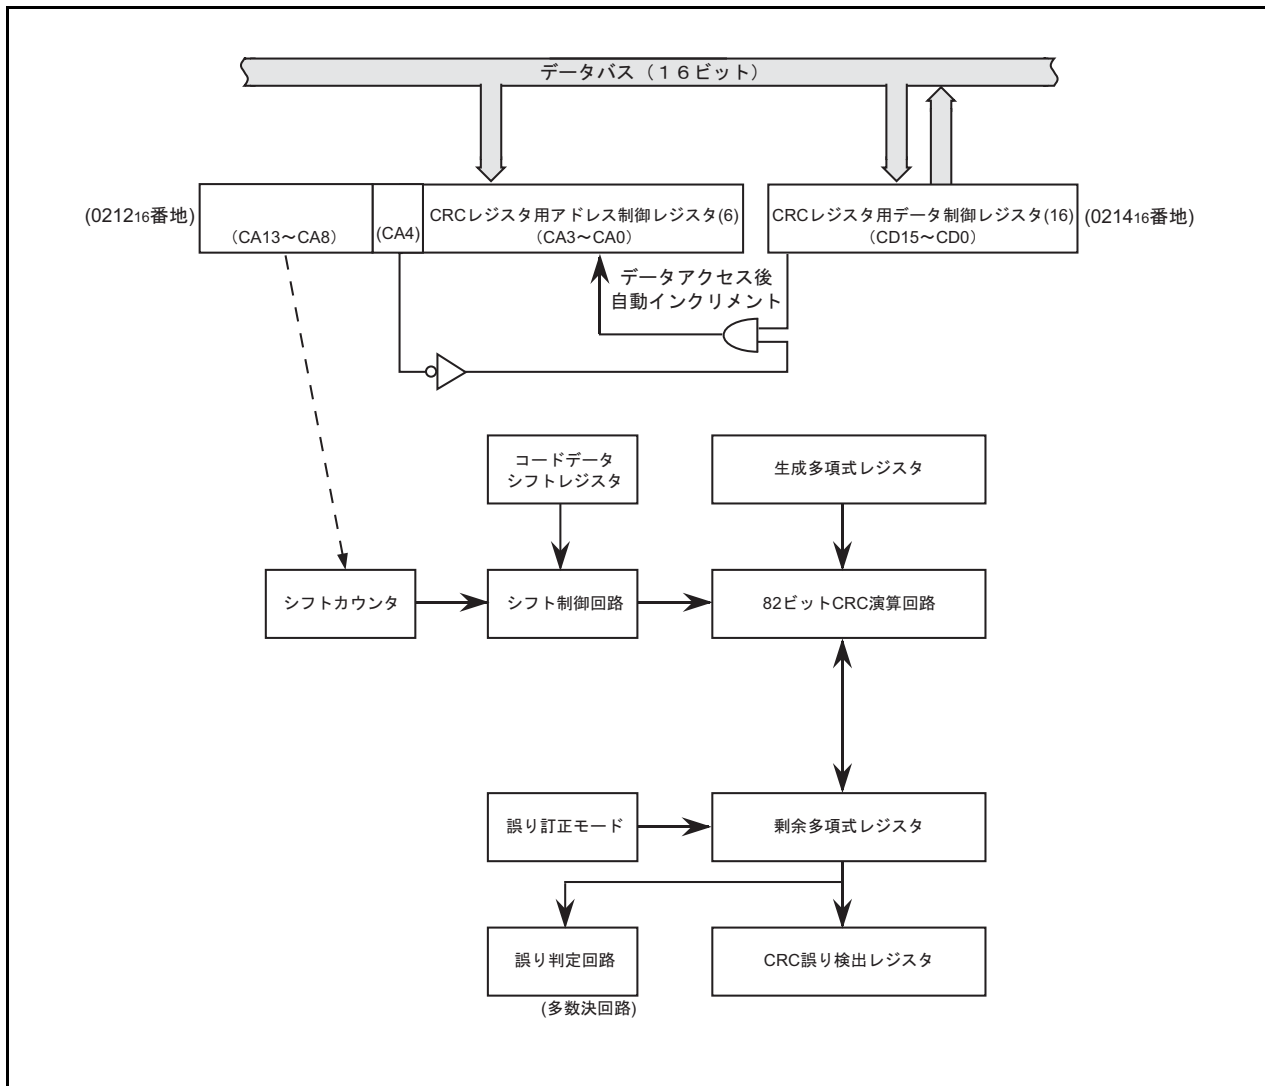 データバス（１６ビット）
(021216番地)
（CA13～CA8）
(CA4)
CRCレジスタ用アドレス制御レジスタ(6)
（CA3～CA0）
CRCレジスタ用データ制御レジスタ(16)
（CD15～CD0）
(021416番地)
データアクセス後
自動インクリメント
コードデータ
シフトレジスタ
生成多項式レジスタ
シフトカウンタ
シフト制御回路
82ビットCRC演算回路
誤り訂正モード
剰余多項式レジスタ
誤り判定回路
(多数決回路)
CRC誤り検出レジスタ